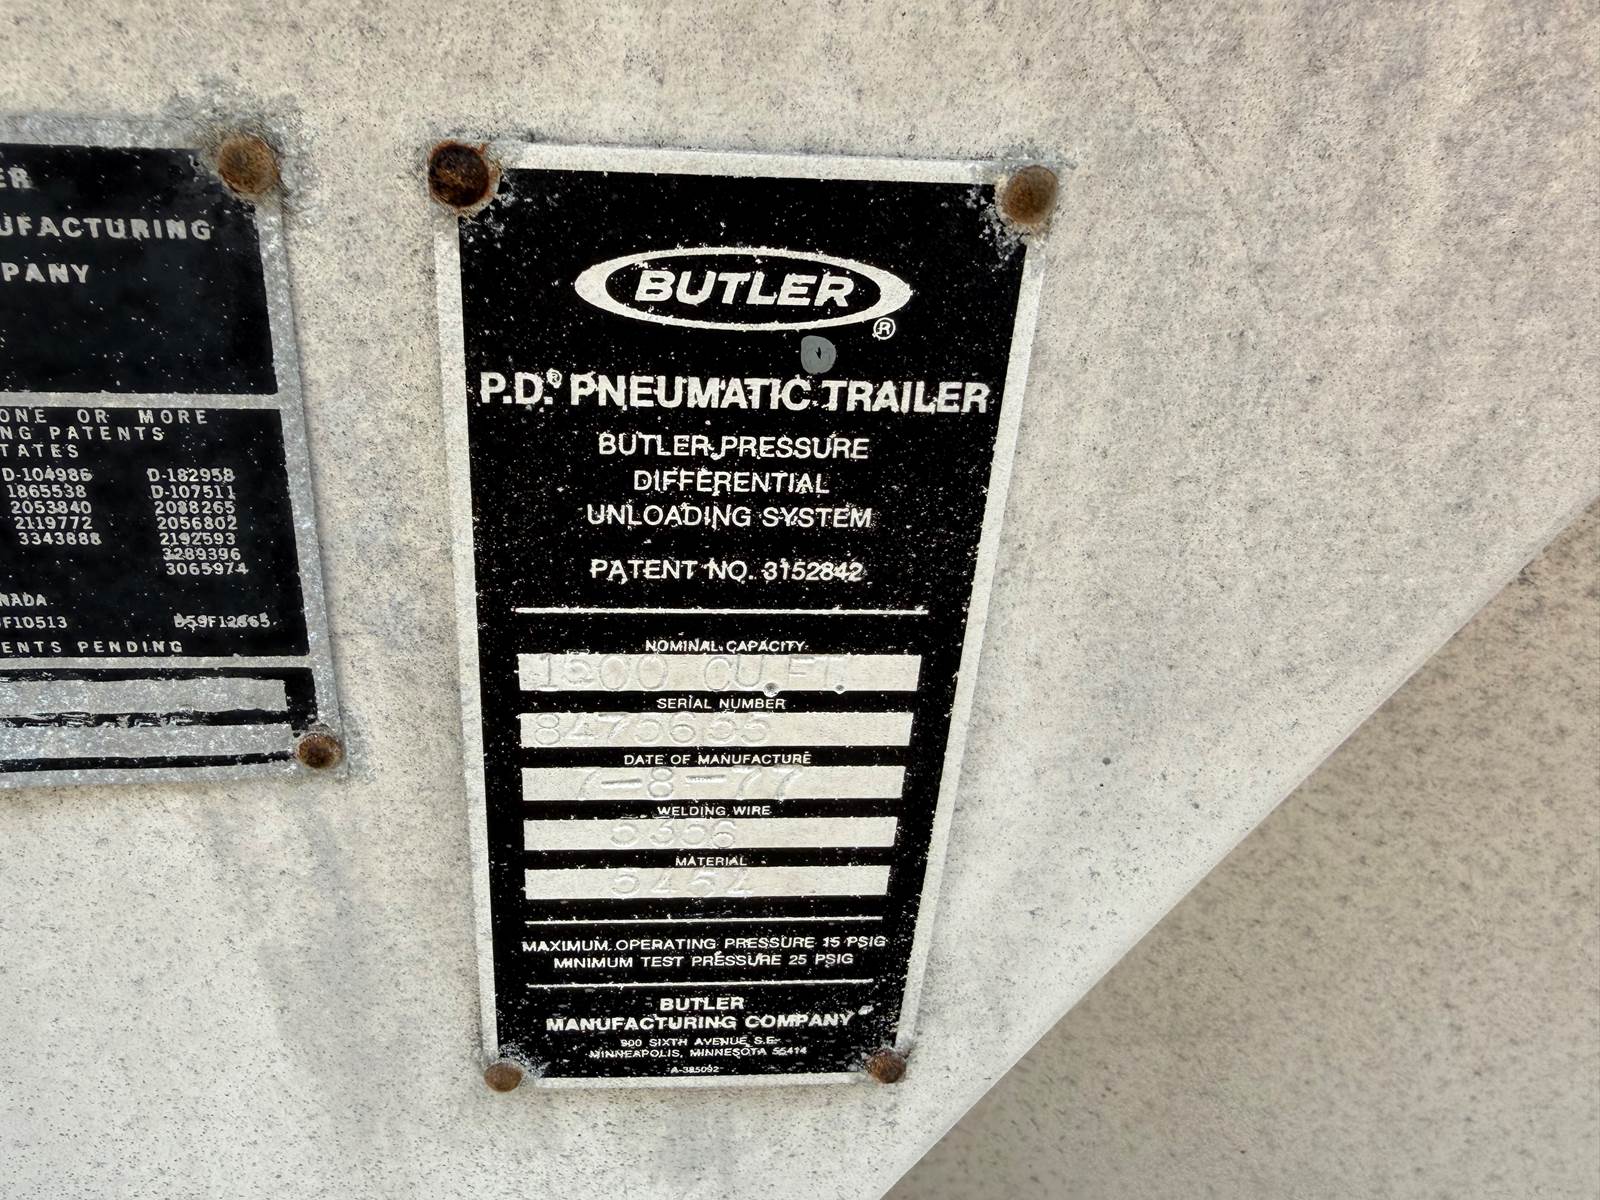 ER
UFACTURING
PANY
ONE OR MORE
NG PATENTS
TATES
D-104986 D-182958
1865538 D-107511
2053840 2088265
2119772 2056802
3343888 2192593
3289396
3065974
NADA
F10513
ENTS PENDING
BUTLER
®
P.D.® PNEUMATIC TRAILER
BUTLER PRESSURE
DIFFERENTIAL
UNLOADING SYSTEM
PATENT NO. 3152842
NOMINAL CAPACITY
1500 CU.FT.
SERIAL NUMBER
DATE OF MANUFACTURE
7-8-77
WELDING WIRE
5356
MATERIAL
5454
MAXIMUM OPERATING PRESSURE 15 PSIG
MINIMUM TEST PRESSURE 25 PSIG
BUTLER
MANUFACTURING COMPANY
900 SIXTH AVENUE S.E.
MINNEAPOLIS, MINNESOTA 55414
A-385092